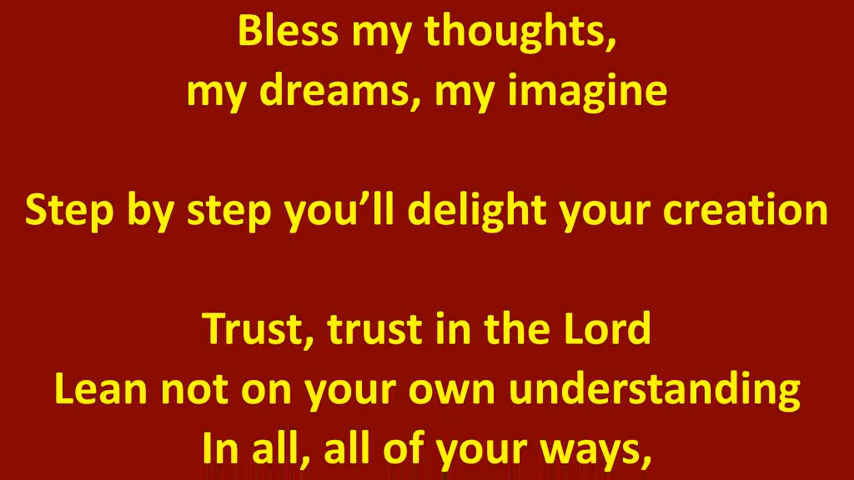 Bless my thoughts,
my dreams, my imagine
Step by step you’ll delight your creation
Trust, trust in the Lord
Lean not on your own understanding
In all, all of your ways,